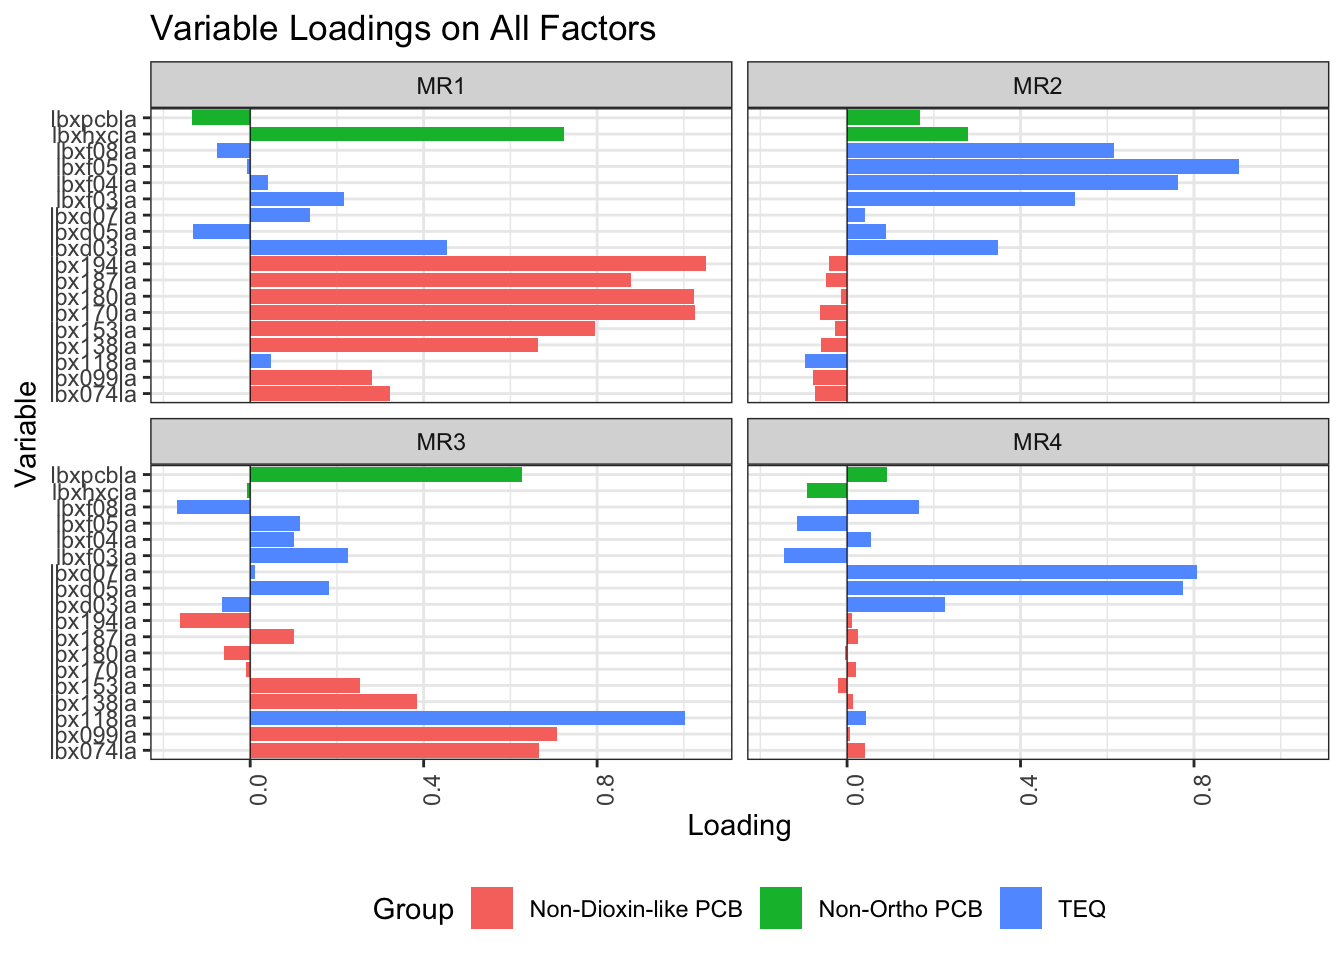 Variable Loadings on All Factors
MR1
MR2
lbxpcbla
lbxhxcla
lbxf08la
lbxf05la
lbxf04la
lbxf03la
lbxd07la
lbxd05la
lbxd03la
lbx194la
lbx187la
lbx180la
lbx170la
lbx153la
lbx138la
lbx118la
lbx099la
lbx074la
Variable
MR3
MR4
lbxpcbla
lbxhxcla
lbxf08la
lbxf05la
lbxf04la
lbxf03la
lbxd07la
lbxd05la
lbxd03la
lbx194la
lbx187la
lbx180la
lbx170la
lbx153la
lbx138la
lbx118la
lbx099la
lbx074la
0.0 0.4 0.8 0.0 0.4 0.8
Loading
Group Non-Dioxin-like PCB Non-Ortho PCB TEQ